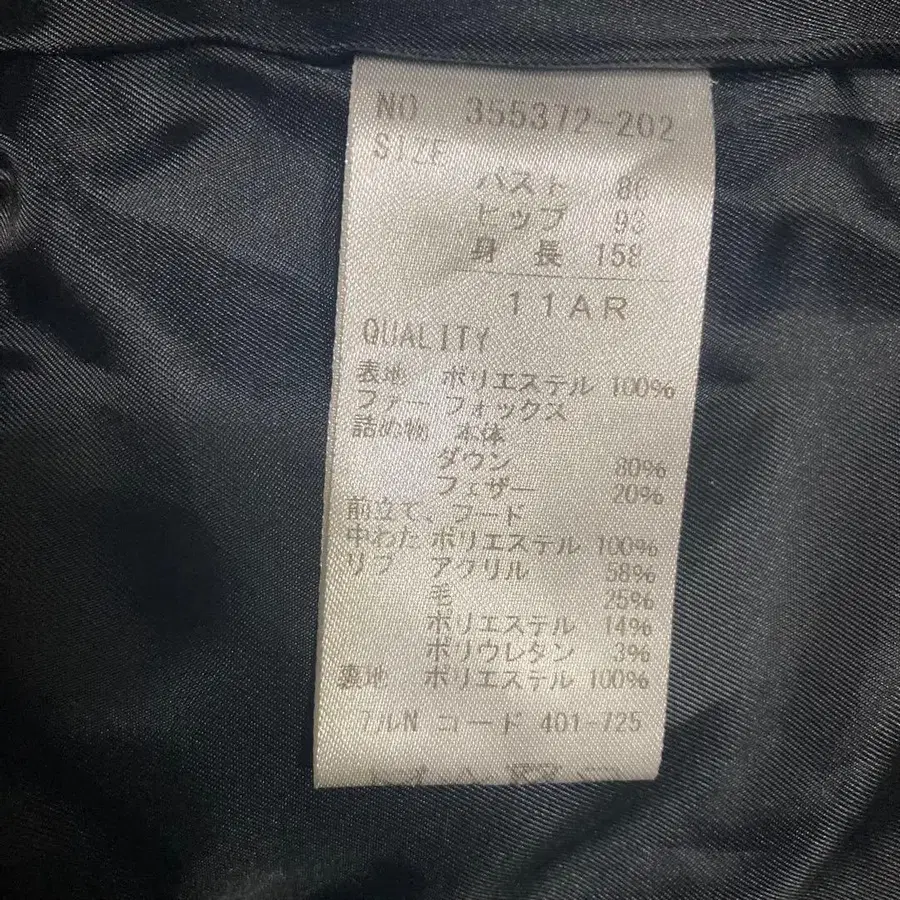 NO 355372-202
SIZE
バスト 86
ヒップ 93
身長 158
11AR
QUALITY
表地 ポリエステル 100%
ファー フォックス
詰め物 本体
ダウン 80%
フェザー 20%
前立て、フード
中わた ポリエステル 100%
リブ アクリル 58%
毛 25%
ポリエステル 14%
ポリウレタン 3%
裏地 ポリエステル 100%
コード 401-725